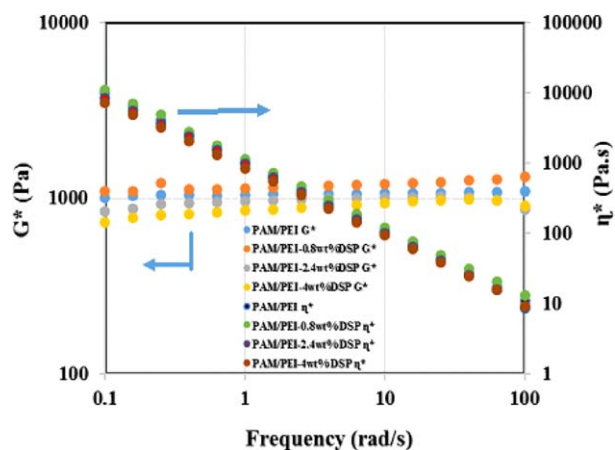 10000
1000
100
G* (Pa)
100000
10000
1000
100
10
1
η* (Pa.s)
PAM/PEI G*
PAM/PEI-0.8wt%DSP G*
PAM/PEI-2.4wt%DSP G*
PAM/PEI-4wt%DSP G*
PAM/PEI η*
PAM/PEI-0.8wt%DSP η*
PAM/PEI-2.4wt%DSP η*
PAM/PEI-4wt%DSP η*
0.1 1 10 100
Frequency (rad/s)